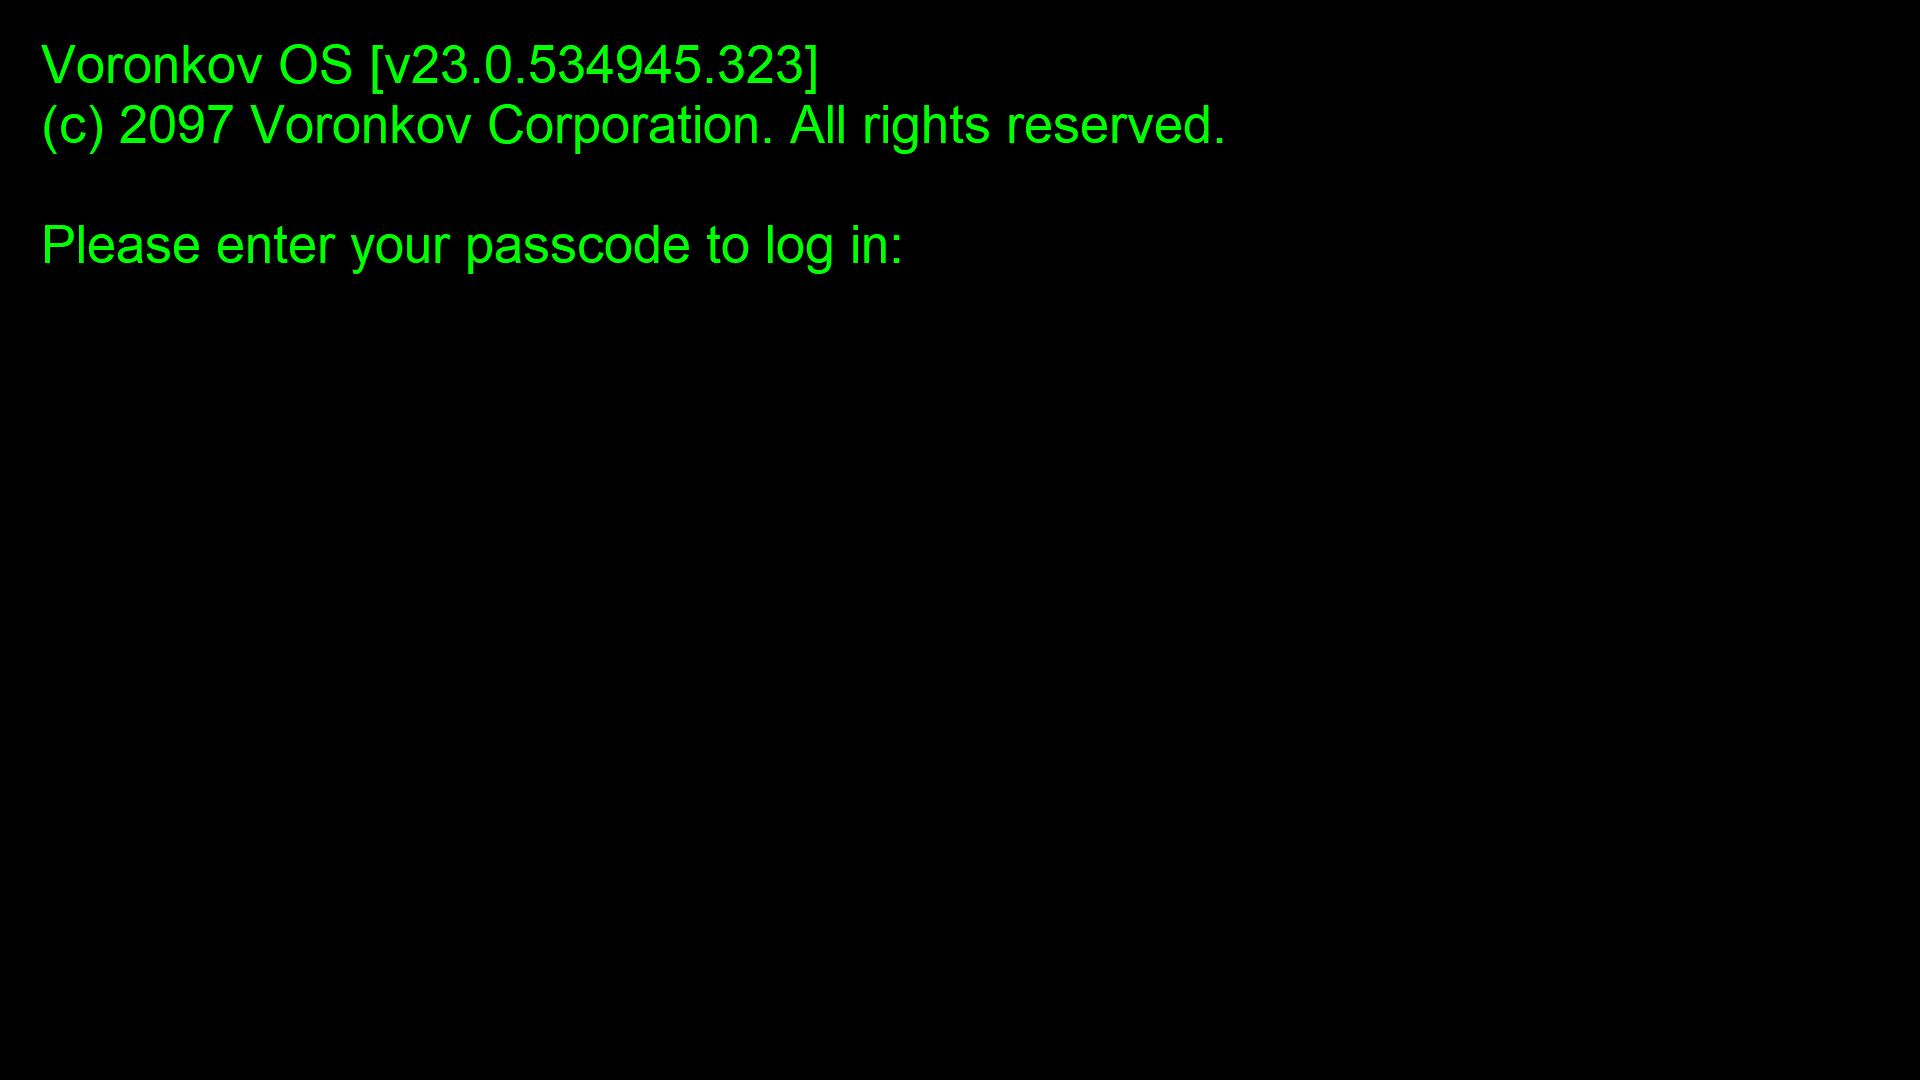 Voronkov OS [v23.0.534945.323]
(c) 2097 Voronkov Corporation. All rights reserved.
Please enter your passcode to log in: